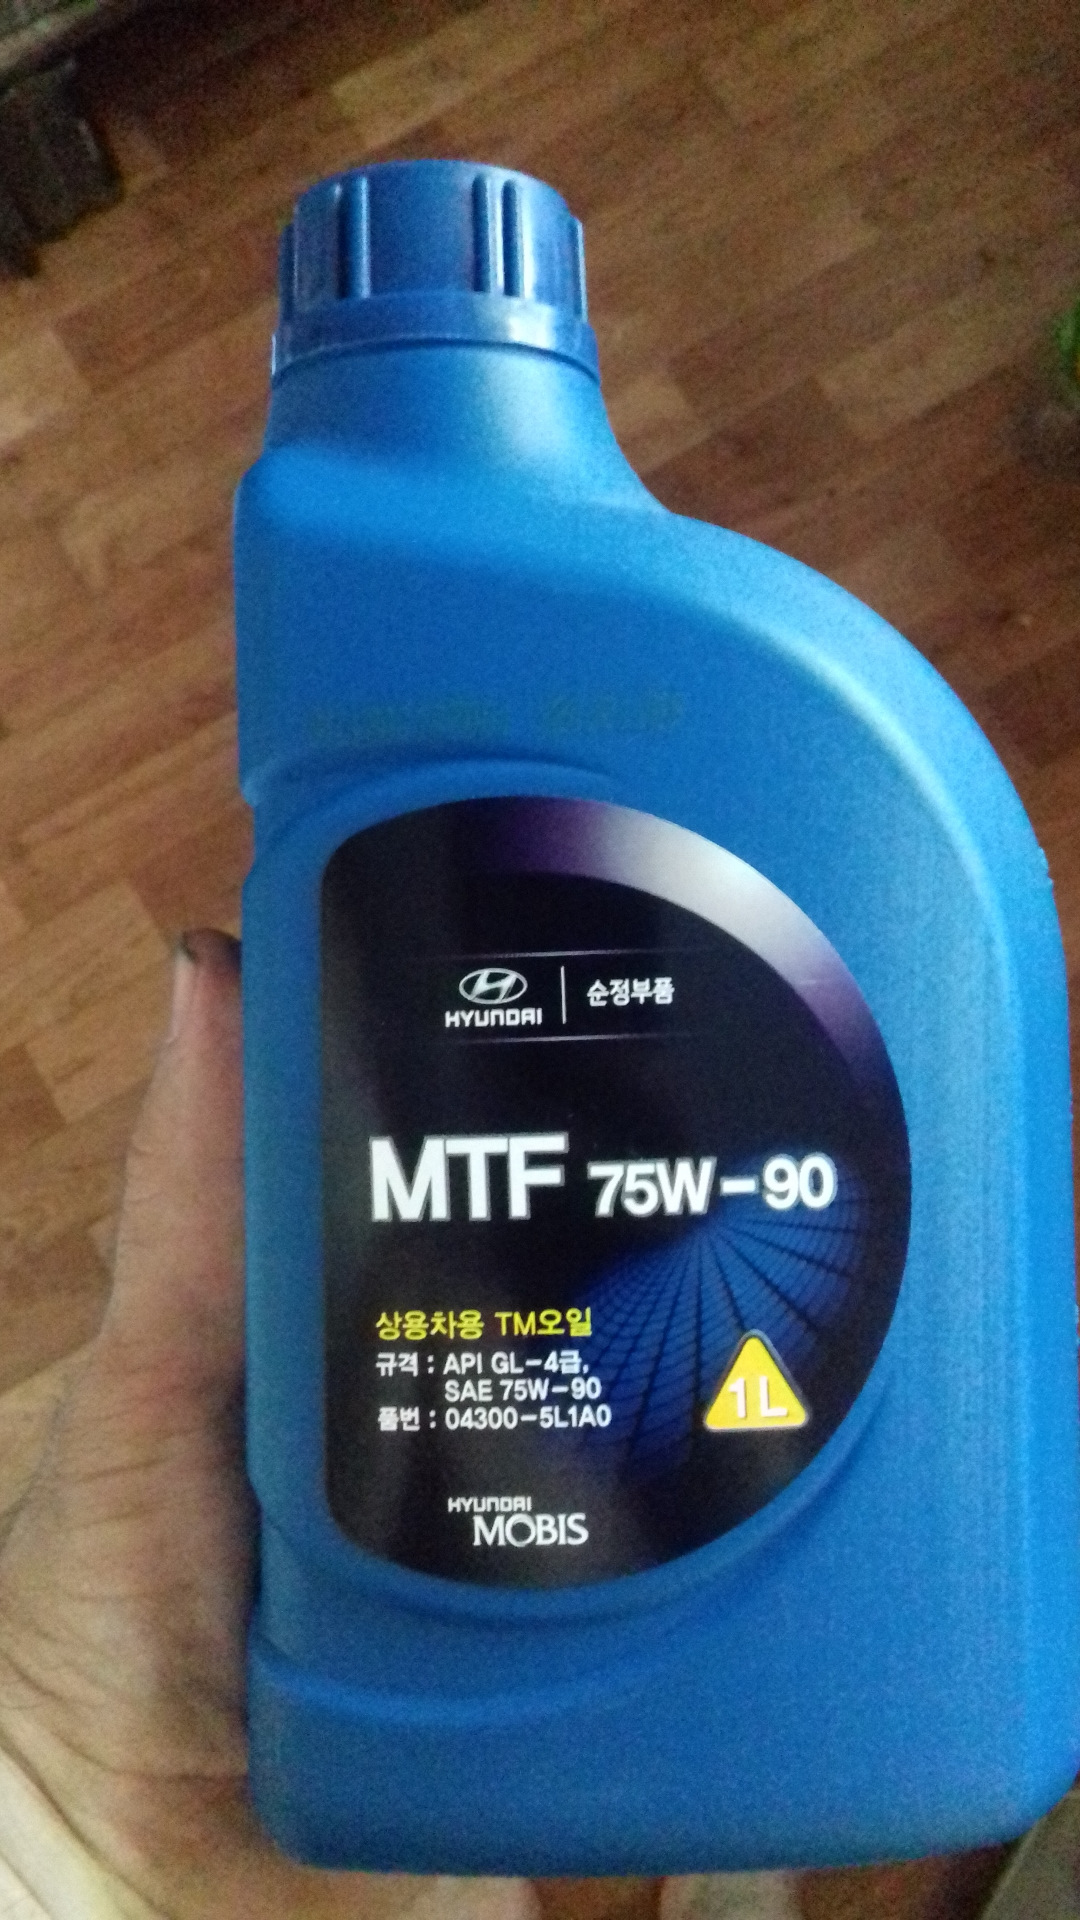 HYUNDAI 순정부품
MTF 75W-90
상용차용 TM오일
규격 : API GL-4급,
SAE 75W-90
품번 : 04300-5L1A0
1L
HYUNDAI
MOBIS